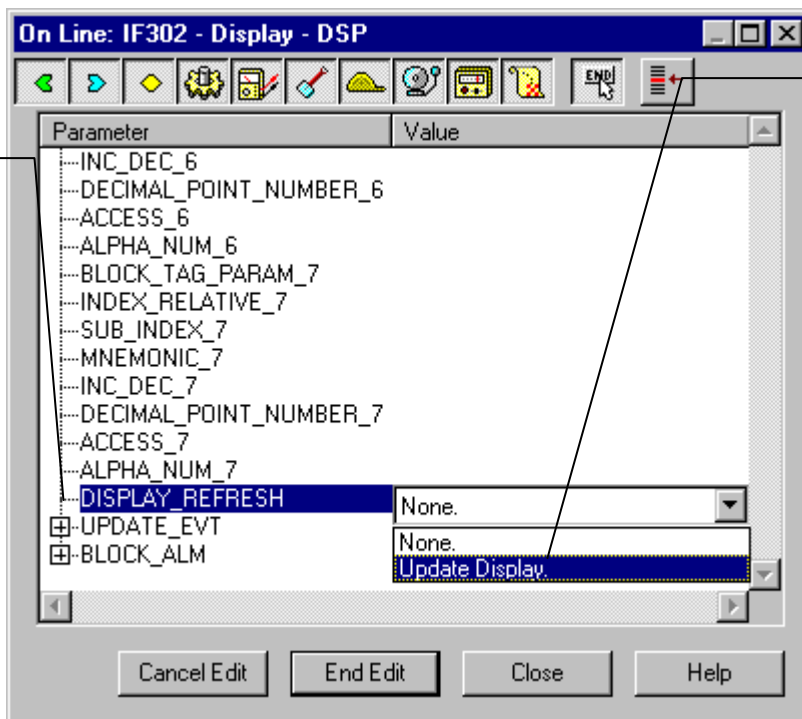 On Line: IF302 - Display - DSP
END
Parameter Value
INC_DEC_6
DECIMAL_POINT_NUMBER_6
ACCESS_6
ALPHA_NUM_6
BLOCK_TAG_PARAM_7
INDEX_RELATIVE_7
SUB_INDEX_7
MNEMONIC_7
INC_DEC_7
DECIMAL_POINT_NUMBER_7
ACCESS_7
ALPHA_NUM_7
DISPLAY_REFRESH None.
UPDATE_EVT None.
BLOCK_ALM Update Display.
Cancel Edit End Edit Close Help